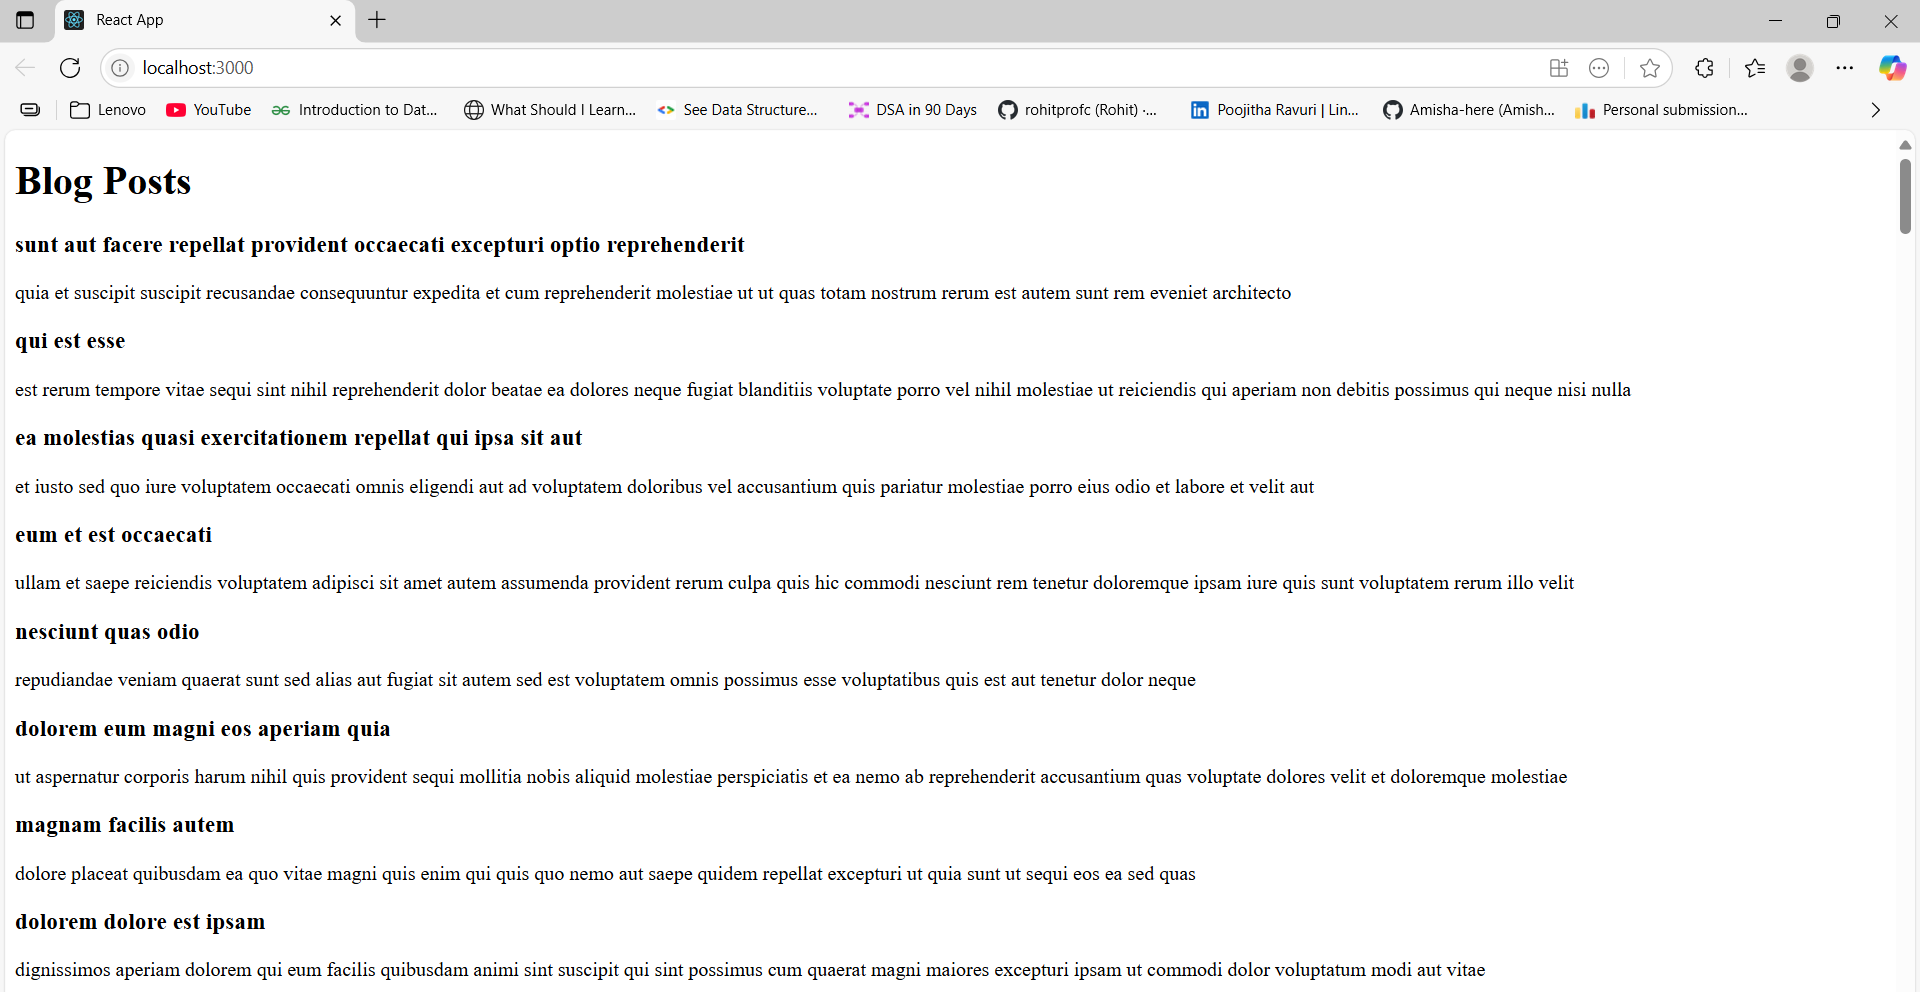 React App
localhost:3000
Lenovo YouTube Introduction to Dat... What Should I Learn... See Data Structure... DSA in 90 Days rohitprofc (Rohit) ·... Poojitha Ravuri | Lin... Amisha-here (Amish... Personal submission...
Blog Posts
sunt aut facere repellat provident occaecati excepturi optio reprehenderit
quia et suscipit suscipit recusandae consequuntur expedita et cum reprehenderit molestiae ut ut quas totam nostrum rerum est autem sunt rem eveniet architecto
qui est esse
est rerum tempore vitae sequi sint nihil reprehenderit dolor beatae ea dolores neque fugiat blanditiis voluptate porro vel nihil molestiae ut reiciendis qui aperiam non debitis possimus qui neque nisi nulla
ea molestias quasi exercitationem repellat qui ipsa sit aut
et iusto sed quo iure voluptatem occaecati omnis eligendi aut ad voluptatem doloribus vel accusantium quis pariatur molestiae porro eius odio et labore et velit aut
eum et est occaecati
ullam et saepe reiciendis voluptatem adipisci sit amet autem assumenda provident rerum culpa quis hic commodi nesciunt rem tenetur doloremque ipsam iure quis sunt voluptatem rerum illo velit
nesciunt quas odio
repudiandae veniam quaerat sunt sed alias aut fugiat sit autem sed est voluptatem omnis possimus esse voluptatibus quis est aut tenetur dolor neque
dolorem eum magni eos aperiam quia
ut aspernatur corporis harum nihil quis provident sequi mollitia nobis aliquid molestiae perspiciatis et ea nemo ab reprehenderit accusantium quas voluptate dolores velit et doloremque molestiae
magnam facilis autem
dolore placeat quibusdam ea quo vitae magni quis enim qui quis quo nemo aut saepe quidem repellat excepturi ut quia sunt ut sequi eos ea sed quas
dolorem dolore est ipsam
dignissimos aperiam dolorem qui eum facilis quibusdam animi sint suscipit qui sint possimus cum quaerat magni maiores excepturi ipsam ut commodi dolor voluptatum modi aut vitae